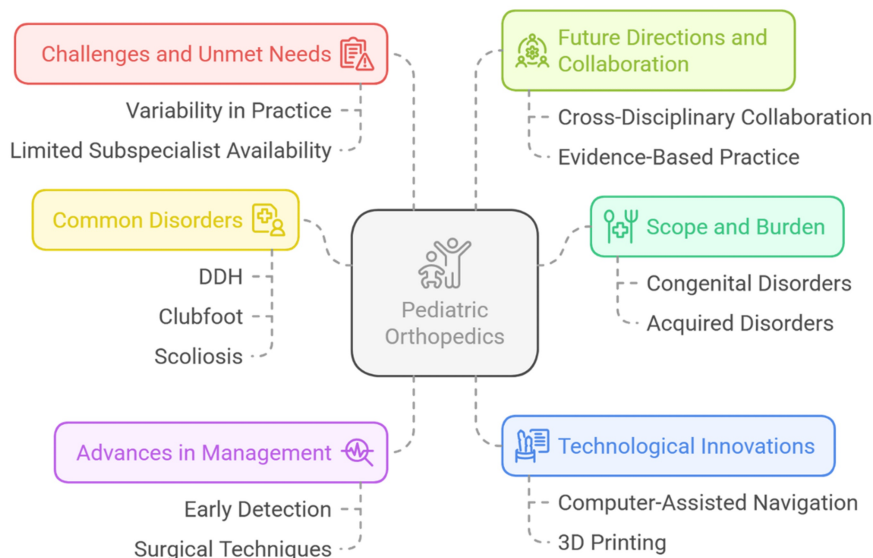 Challenges and Unmet Needs
Variability in Practice
Limited Subspecialist Availability
Common Disorders
DDH
Clubfoot
Scoliosis
Advances in Management
Early Detection
Surgical Techniques
Pediatric
Orthopedics
Future Directions and
Collaboration
Cross-Disciplinary Collaboration
Evidence-Based Practice
Scope and Burden
Congenital Disorders
Acquired Disorders
Technological Innovations
Computer-Assisted Navigation
3D Printing